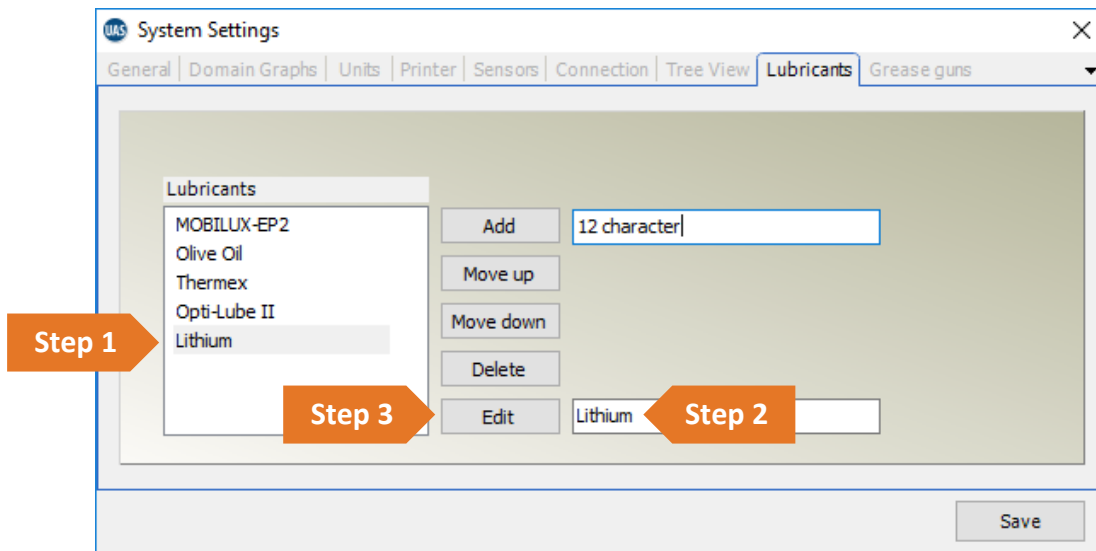 UAS System Settings
General Domain Graphs Units Printer Sensors Connection Tree View Lubricants Grease guns
Lubricants
MOBILUX-EP2
Olive Oil
Thermex
Opti-Lube II
Lithium
Add 12 character
Move up
Move down
Delete
Edit Lithium
Step 1
Step 3
Step 2
Save